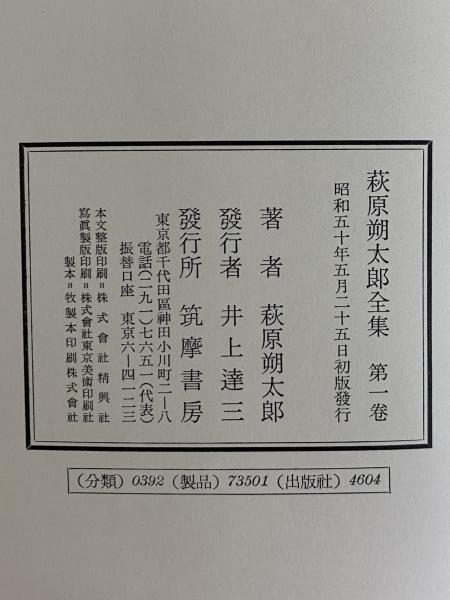 萩原朔太郎全集 第一卷
昭和五十年五月二十五日初版發行
著者 萩原朔太郎
發行者 井上達三
發行所 筑摩書房
東京都千代田區神田小川町二ー八
電話(二九一)七六五一(代表)
振替口座 東京六ー四一二三
本文整版印刷=株式會社精興社
寫眞製版印刷=株式會社東京美術印刷社
製本=牧製本印刷株式會社
(分類) 0392 (製品) 73501 (出版社) 4604